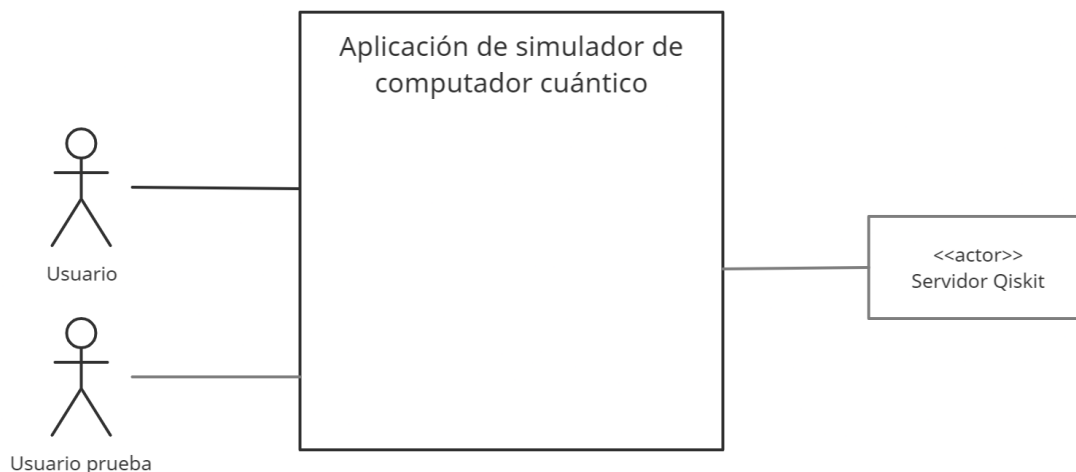 Aplicación de simulador de
computador cuántico
Usuario
<<actor>>
Servidor Qiskit
Usuario prueba